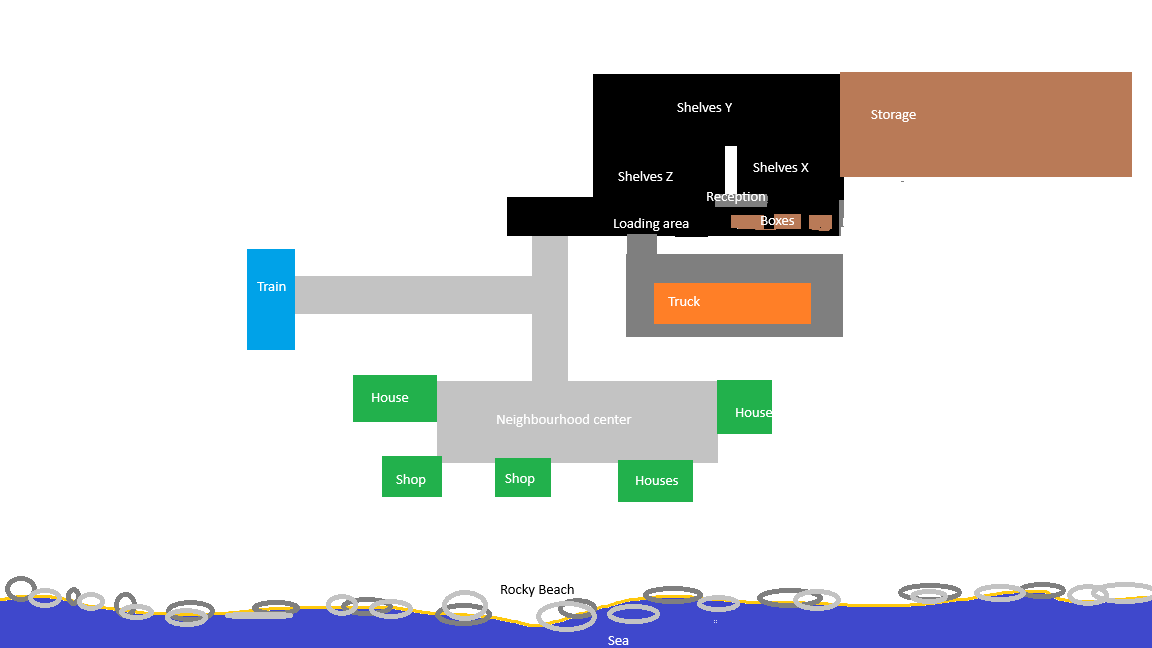 Shelves Y
Storage
Shelves X
Shelves Z
Reception
Boxes
Loading area
Train
Truck
House
House
Neighbourhood center
Shop
Shop
Houses
Rocky Beach
Sea